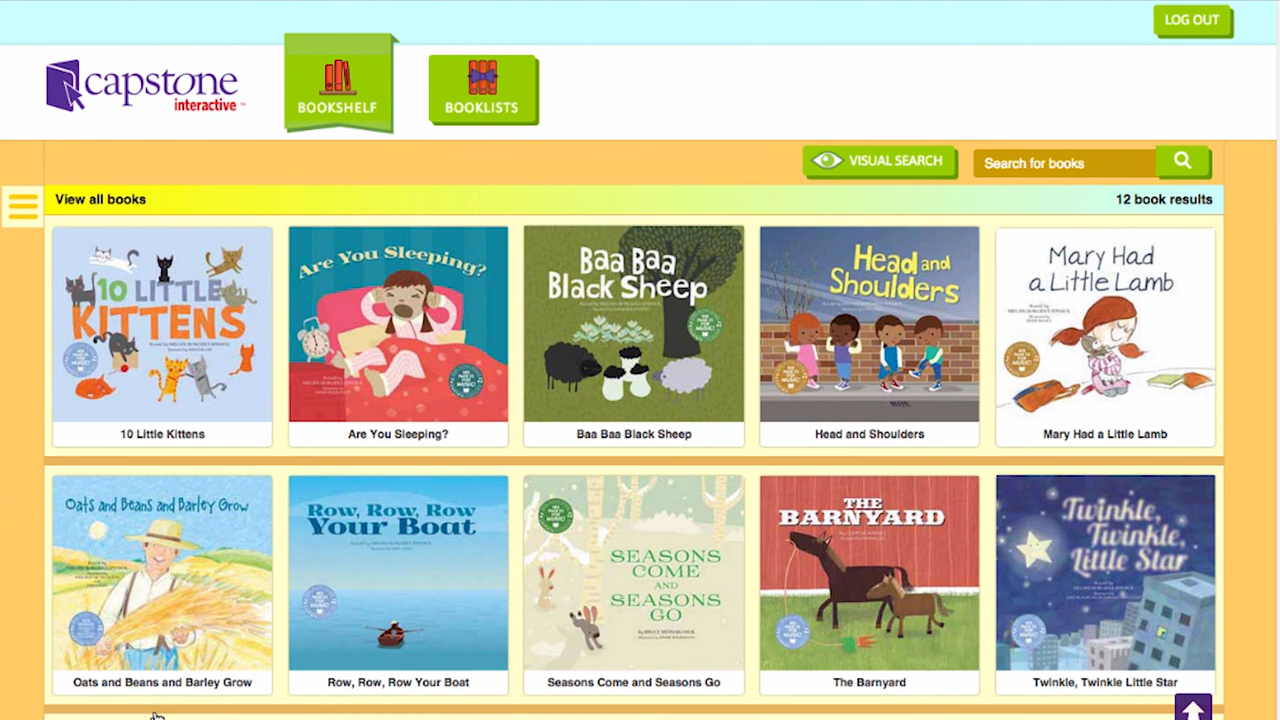 LOG OUT
capstone
interactive
BOOKSHELF
BOOKLISTS
VISUAL SEARCH
Search for books
View all books
12 book results
10 LITTLE
KITTENS
10 Little Kittens
Are You Sleeping?
Are You Sleeping?
Baa Baa
Black Sheep
Baa Baa Black Sheep
Head and
Shoulders
Head and Shoulders
Mary Had
a Little Lamb
Mary Had a Little Lamb
Oats and Beans and Barley Grow
Oats and Beans and Barley Grow
Row, Row, Row
Your Boat
Row, Row, Row Your Boat
SEASONS
COME
AND
SEASONS
GO
Seasons Come and Seasons Go
THE
BARNYARD
The Barnyard
Twinkle,
Twinkle,
Little Star
Twinkle, Twinkle Little Star